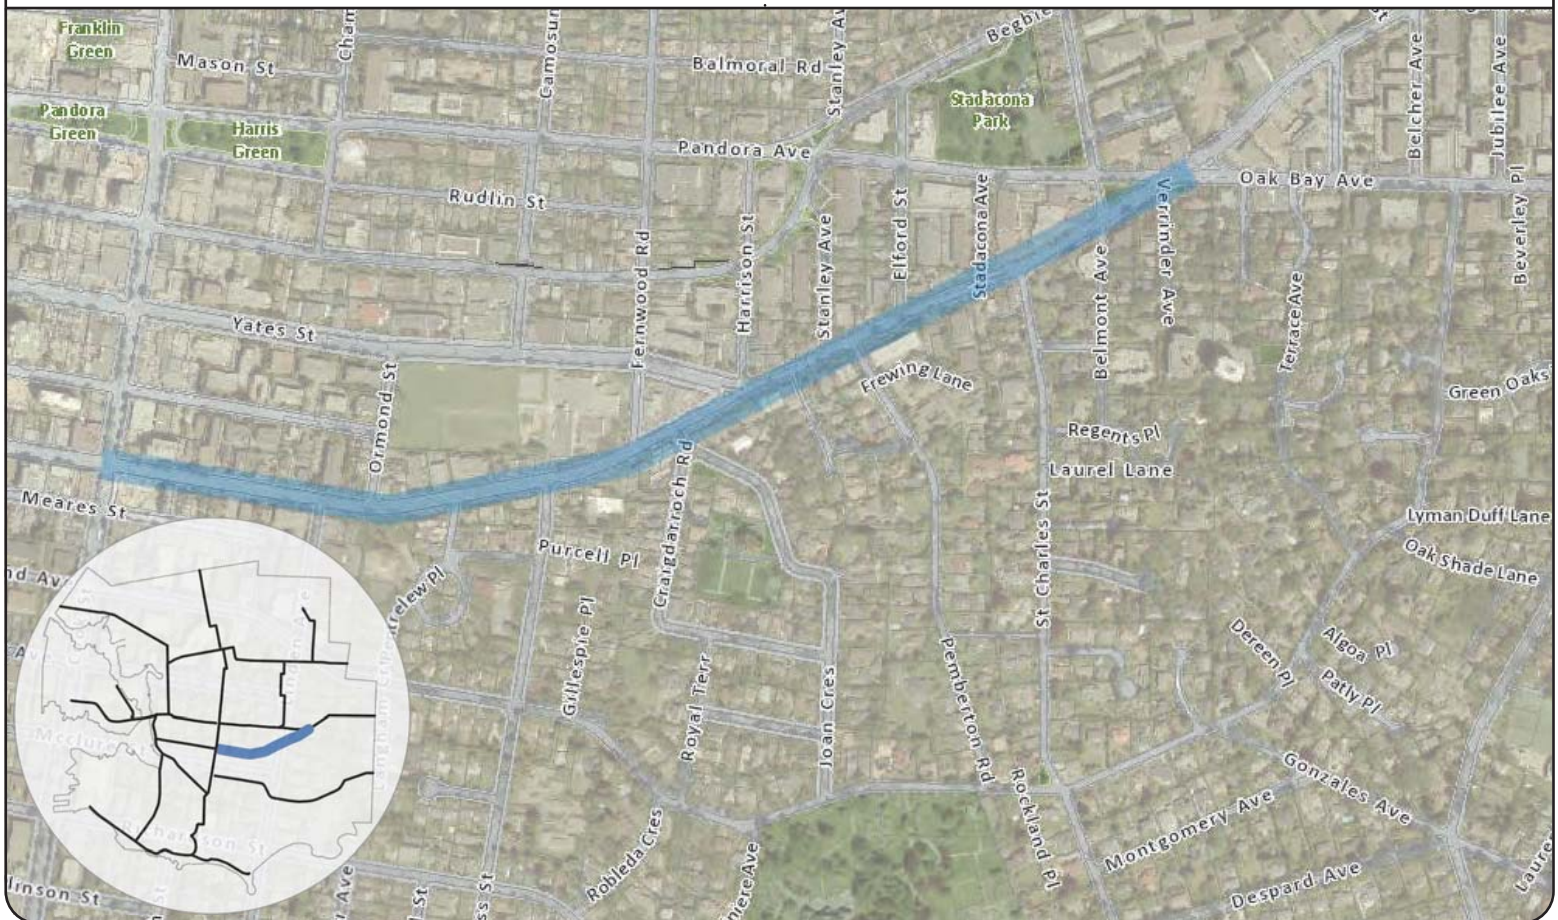 Franklin
Green
Mason St
Balmoral Rd
Begbie
Belcher Ave
Jubilee Ave
Pandora
Green
Harris
Green
Stadacona
Park
Pandora Ave
Oak Bay Ave
Rudlin St
Fernwood Rd
Harrison St
Stanley Ave
Elford St
Stadacona Ave
Belmont Ave
Verrinder Ave
Terrace Ave
Beverley Pl
Yates St
Ormond St
Frewing Lane
Green Oaks
Regents Pl
Laurel Lane
Meares St
Craigdarroch Rd
Purcell Pl
St Charles St
Lyman Duff Lane
Oak Shade Lane
Gillespie Pl
Royal Terr
Joan Cres
Pemberton Rd
Dereen Pl
Algoa Pl
Patly Pl
Gonzales Ave
Rockland Pl
Montgomery Ave
Despard Ave
Robleda Cres